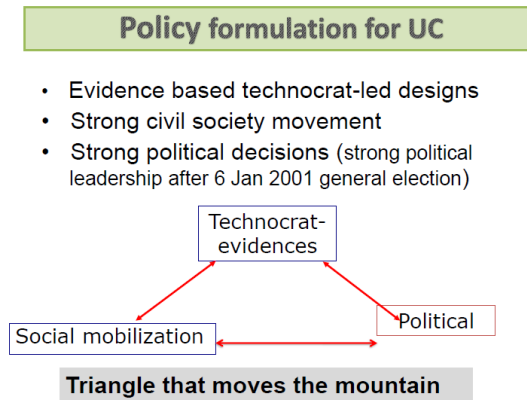 Policy formulation for UC
• Evidence based technocrat-led designs
• Strong civil society movement
• Strong political decisions (strong political
leadership after 6 Jan 2001 general election)
Technocrat-
evidences
Political
Social mobilization
Triangle that moves the mountain